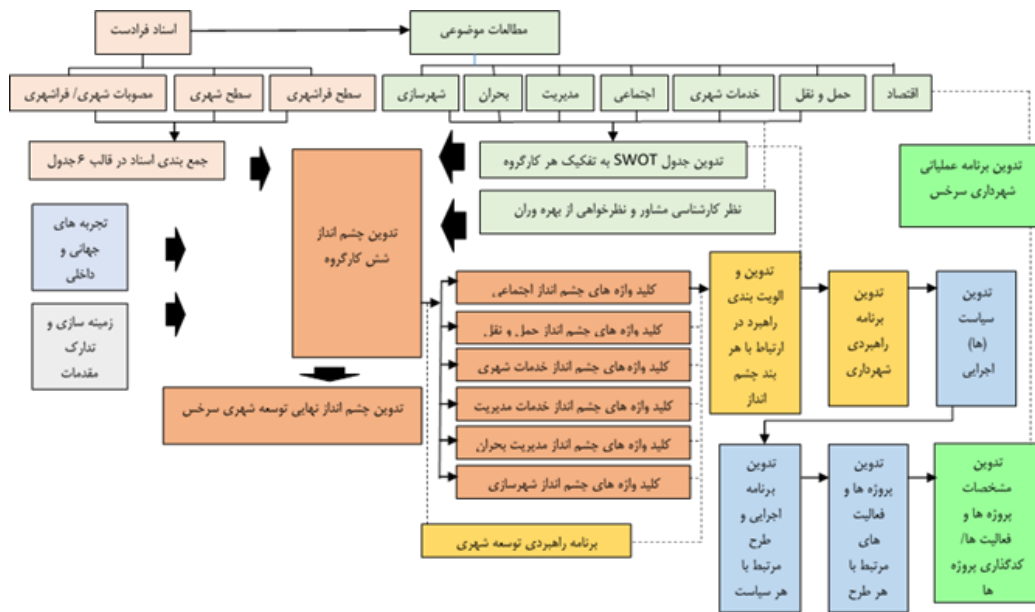 اسناد فرادست
مطالعات موضوعی
مصوبات شهری/ فراشهری
سطح شهری
سطح فراشهری
شهرسازی
بحران
مدیریت
اجتماعی
خدمات شهری
حمل و نقل
اقتصاد
جمع بندی اسناد در قالب ۶ جدول
تجربه های
جهانی و
داخلی
زمینه سازی و
تدارک
مقدمات
تدوین چشم انداز
شش کارگروه
تدوین چشم انداز نهایی توسعه شهری سرخس
تدوین جدول SWOT به تفکیک هر کارگروه
نظر کارشناسی مشاور و نظرخواهی از بهره وران
تدوین برنامه عملیاتی
شهرداری سرخس
کلید واژه های چشم انداز اجتماعی
کلید واژه های چشم انداز حمل و نقل
کلید واژه های چشم انداز خدمات شهری
کلید واژه های چشم انداز خدمات مدیریت
کلید واژه های چشم انداز مدیریت بحران
کلید واژه های چشم انداز شهرسازی
برنامه راهبردی توسعه شهری
تدوین و
الویت بندی
راهبرد در
ارتباط با هر
بند چشم
انداز
تدوین
برنامه
راهبردی
شهرداری
تدوین
سیاست
(ها)
اجرایی
تدوین
برنامه
اجرایی و
طرح
مرتبط با
هر سیاست
تدوین
پروژه ها و
فعالیت
های
مرتبط با
هر طرح
تدوین
مشخصات
پروژه ها و
فعالیت ها/
کدگذاری پروژه
ها